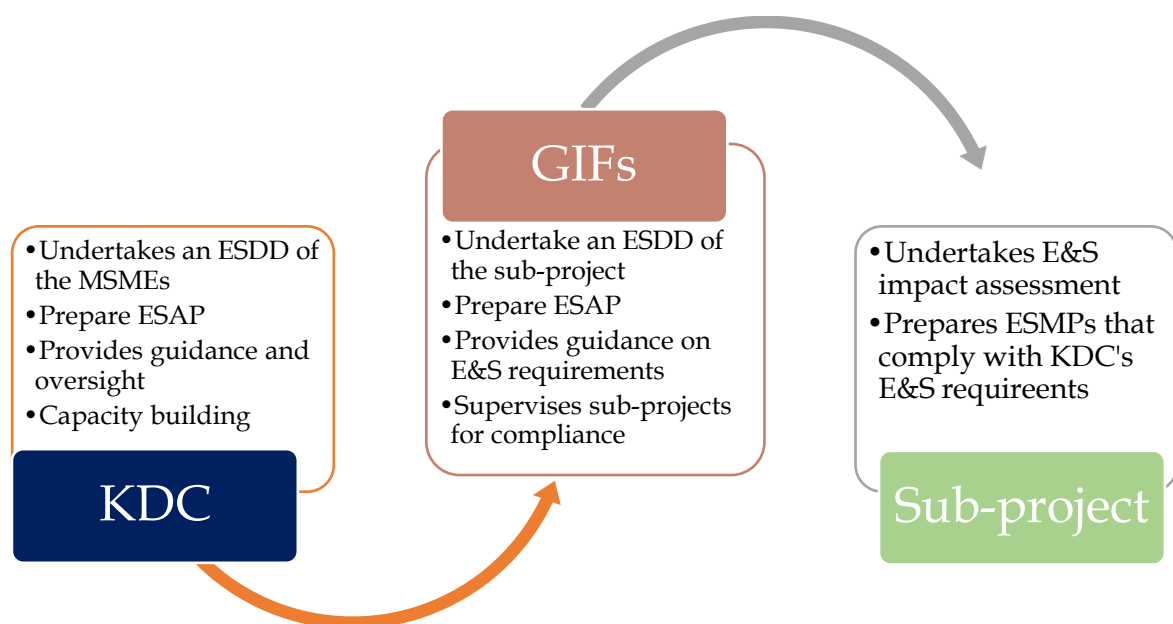 •Undertakes an ESDD of
the MSMEs
•Prepare ESAP
•Provides guidance and
oversight
•Capacity building
KDC
GIFs
•Undertake an ESDD of
the sub-project
•Prepare ESAP
•Provides guidance on
E&S requirements
•Supervises sub-projects
for compliance
•Undertakes E&S
impact assessment
•Prepares ESMPs that
comply with KDC's
E&S requireents
Sub-project